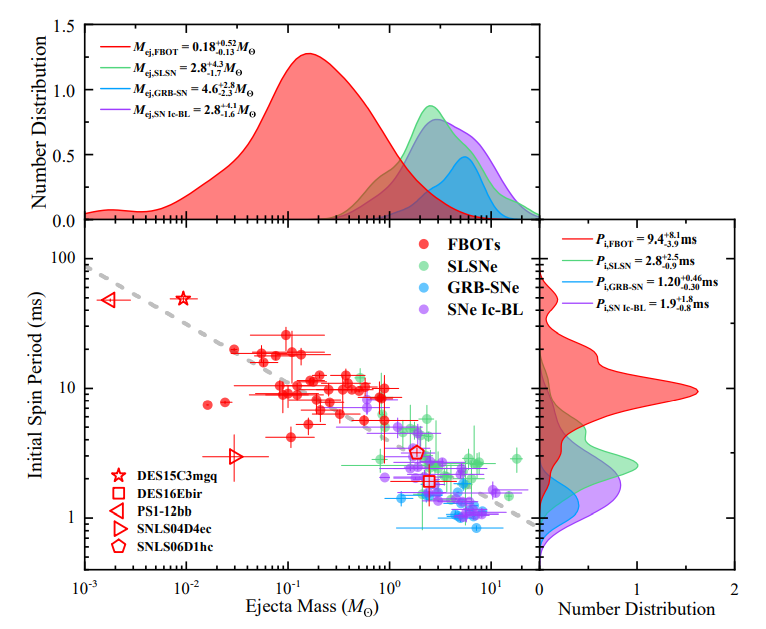 1.5
1.0
0.5
0.0
Number Distribution
M_ej,FBOT = 0.18^{+0.52}_{-0.13} M_Θ
M_ej,SLSN = 2.8^{+4.3}_{-1.7} M_Θ
M_ej,GRB-SN = 4.6^{+2.8}_{-2.3} M_Θ
M_ej,SN Ic-BL = 2.8^{+4.1}_{-1.6} M_Θ
100
10
1
Initial Spin Period (ms)
FBOTs
SLSNe
GRB-SNe
SNe Ic-BL
P_i,FBOT = 9.4^{+8.1}_{-3.9} ms
P_i,SLSN = 2.8^{+2.5}_{-0.9} ms
P_i,GRB-SN = 1.20^{+0.46}_{-0.30} ms
P_i,SN Ic-BL = 1.9^{+1.8}_{-0.8} ms
DES15C3mgq
DES16Ebir
PS1-12bb
SNLS04D4ec
SNLS06D1hc
10^{-3} 10^{-2} 10^{-1} 10^{0} 10^{1}
Ejecta Mass (M_Θ)
0 1 2
Number Distribution